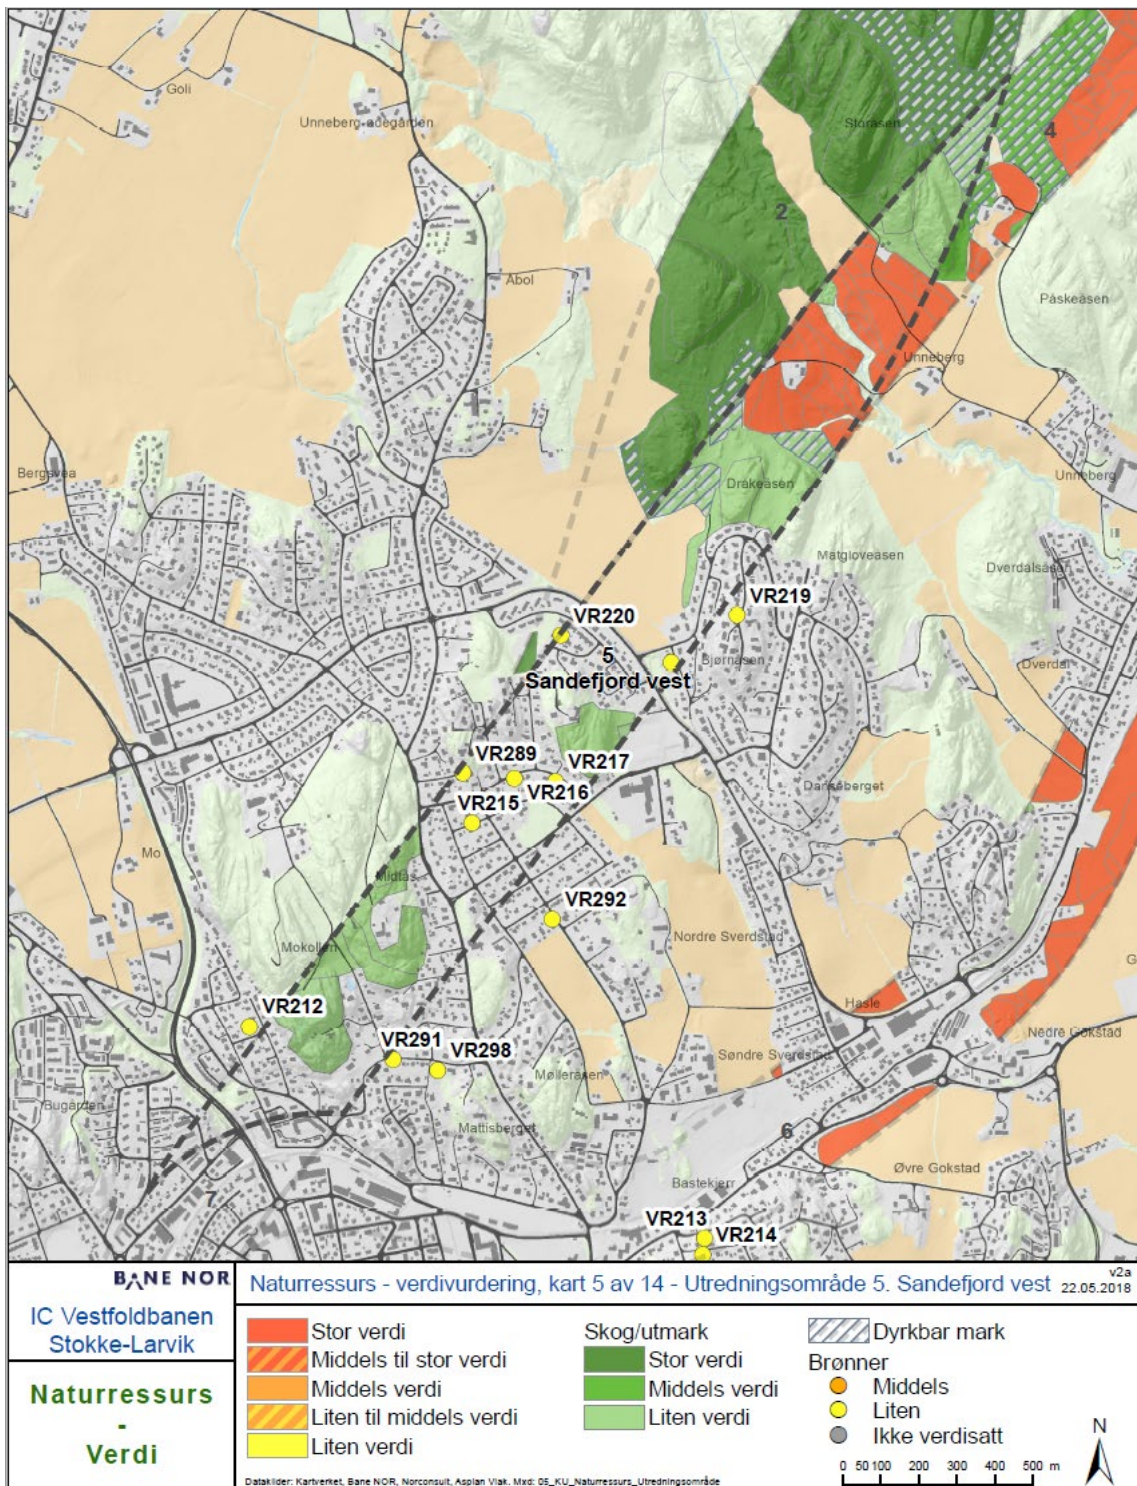 Goli
Unneberg-ødegården
Storåsen
4
2
Åbol
Påskeåsen
Unneberg
Bergsvea
Unneberg
Dråkeåsen
Matgloveåsen
Dverdalsåsen
VR219
VR220
5
Bjørnåsen
Dverdal
Sandefjord vest
VR289
VR217
VR216
VR215
Danneberget
Mo
Midtås
VR292
Nordre Sverdstad
Mokollen
G
Hasle
VR212
Nedre Gokstad
VR291
VR298
Søndre Sverdstad
Mølleråsen
Bugården
Mattisberget
6
Øvre Gokstad
Bastekjerr
7
VR213
VR214
BANE NOR
IC Vestfoldbanen
Stokke-Larvik
Naturressurs
-
Verdi
Naturressurs - verdivurdering, kart 5 av 14 - Utredningsområde 5. Sandefjord vest
v2a
22.05.2018
Stor verdi
Middels til stor verdi
Middels verdi
Liten til middels verdi
Liten verdi
Skog/utmark
Stor verdi
Middels verdi
Liten verdi
Dyrkbar mark
Brønner
Middels
Liten
Ikke verdisatt
N
0 50 100 200 300 400 500 m
Datakilder: Kartverket, Bane NOR, Norconsult, Asplan Viak. Mxd: 05_KU_Naturressurs_Utredningsområde